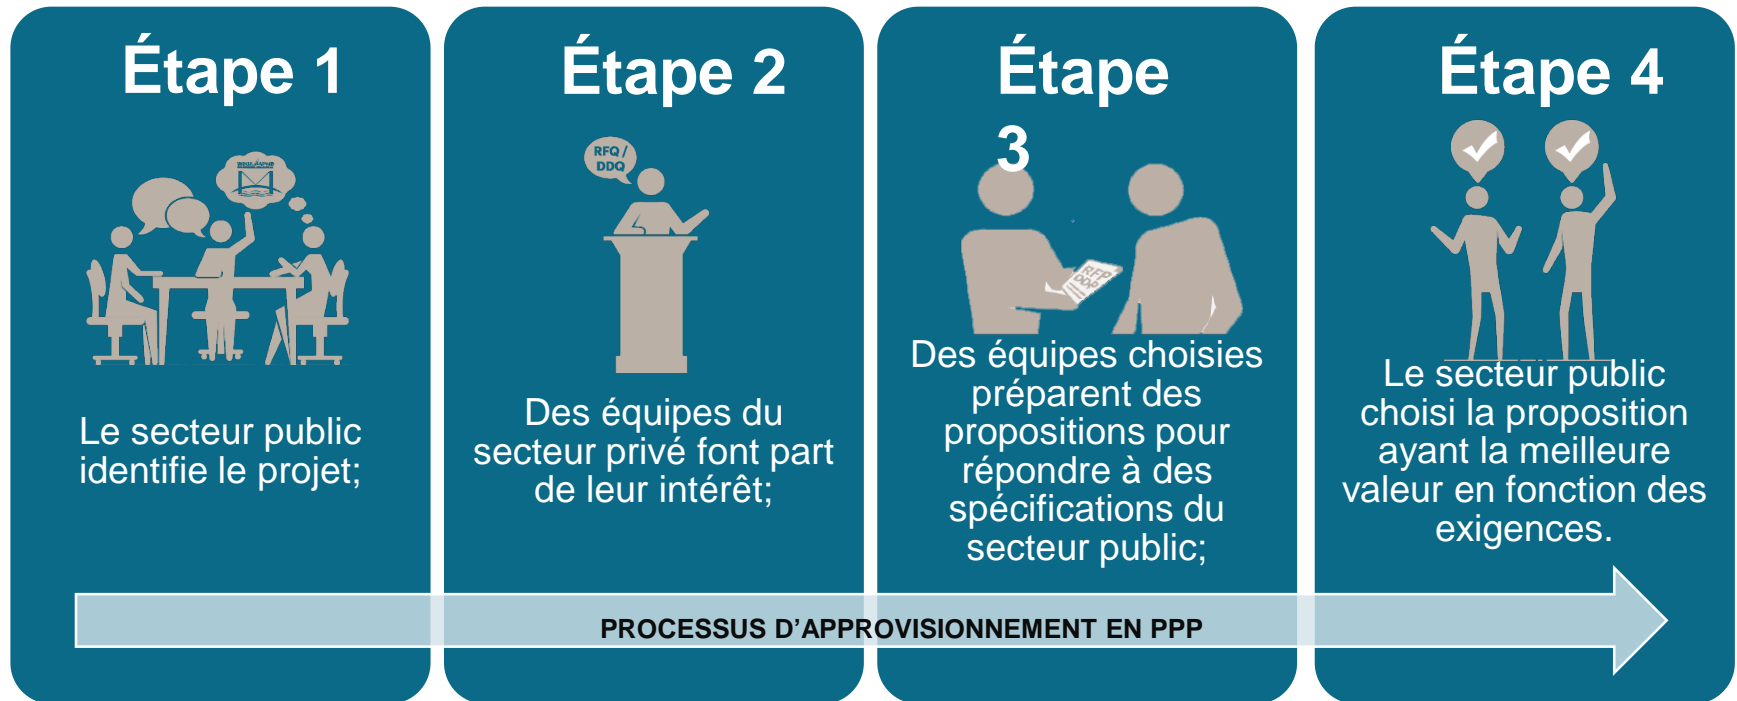 Étape 1
RFQ /
DDQ
Le secteur public
identifie le projet;
Étape 2
Des équipes du
secteur privé font part
de leur intérêt;
Étape
3
RFP
DDP
Des équipes choisies
préparent des
propositions pour
répondre à des
spécifications du
secteur public;
Étape 4
Le secteur public
choisi la proposition
ayant la meilleure
valeur en fonction des
exigences.
PROCESSUS D’APPROVISIONNEMENT EN PPP